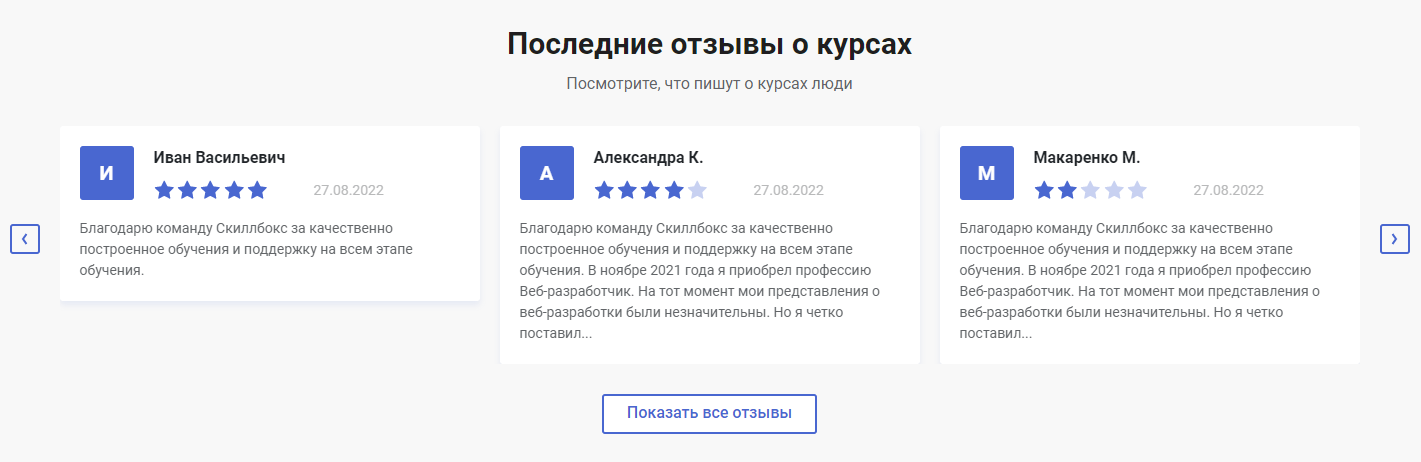 Последние отзывы о курсах
Посмотрите, что пишут о курсах люди
И
Иван Васильевич
27.08.2022
Благодарю команду Скиллбокс за качественно
построенное обучения и поддержку на всем этапе
обучения.
А
Александра К.
27.08.2022
Благодарю команду Скиллбокс за качественно
построенное обучения и поддержку на всем этапе
обучения. В ноябре 2021 года я приобрел профессию
Веб-разработчик. На тот момент мои представления о
веб-разработки были незначительны. Но я четко
поставил...
М
Макаренко М.
27.08.2022
Благодарю команду Скиллбокс за качественно
построенное обучения и поддержку на всем этапе
обучения. В ноябре 2021 года я приобрел профессию
Веб-разработчик. На тот момент мои представления о
веб-разработки были незначительны. Но я четко
поставил...
Показать все отзывы